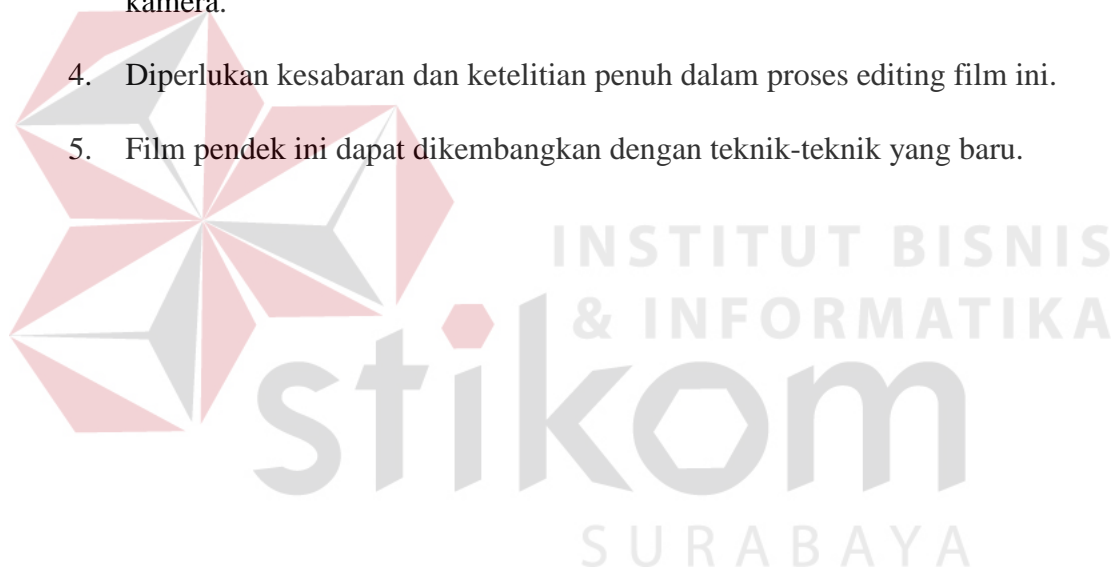 kamera.
4. Diperlukan kesabaran dan ketelitian penuh dalam proses editing film ini.
5. Film pendek ini dapat dikembangkan dengan teknik-teknik yang baru.
INSTITUT BISNIS
& INFORMATIKA
stikom
SURABAYA